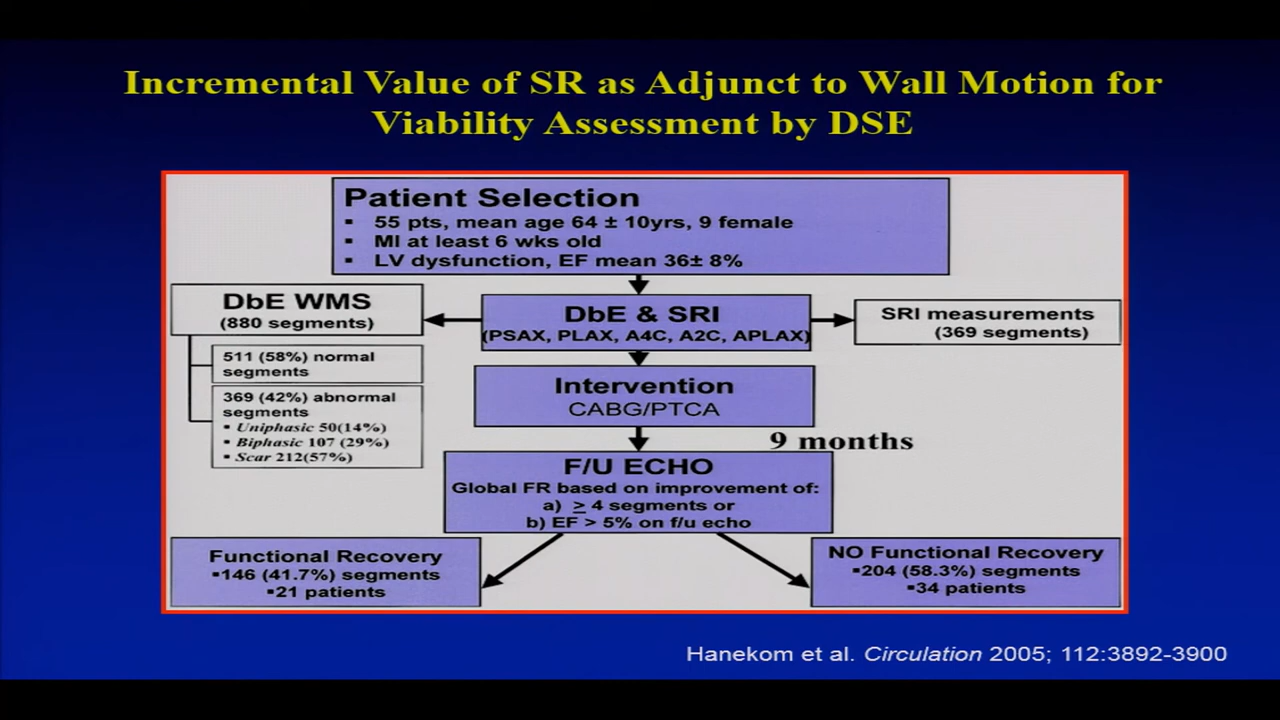 Incremental Value of SR as Adjunct to Wall Motion for
Viability Assessment by DSE
Patient Selection
▪ 55 pts, mean age 64 ± 10yrs, 9 female
▪ MI at least 6 wks old
▪ LV dysfunction, EF mean 36± 8%
DbE WMS
(880 segments)
DbE & SRI
(PSAX, PLAX, A4C, A2C, APLAX)
SRI measurements
(369 segments)
511 (58%) normal
segments
369 (42%) abnormal
segments
▪ Uniphasic 50(14%)
▪ Biphasic 107 (29%)
▪ Scar 212(57%)
Intervention
CABG/PTCA
9 months
F/U ECHO
Global FR based on improvement of:
a) ≥ 4 segments or
b) EF > 5% on f/u echo
Functional Recovery
▪146 (41.7%) segments
▪21 patients
NO Functional Recovery
▪204 (58.3%) segments
▪34 patients
Hanekom et al. Circulation 2005; 112:3892-3900